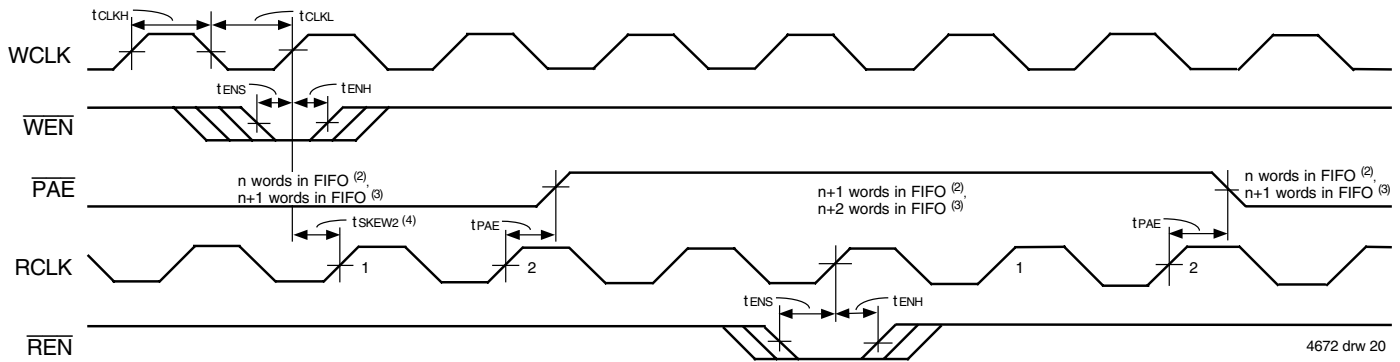 tCLKH
tCLKL
WCLK
tENS
tENH
WEN
PAE
n words in FIFO (2),
n+1 words in FIFO (3)
n+1 words in FIFO (2),
n+2 words in FIFO (3)
n words in FIFO (2),
n+1 words in FIFO (3)
tSKEW2 (4)
tPAE
tPAE
RCLK
1
2
1
2
tENS
tENH
REN
4672 drw 20